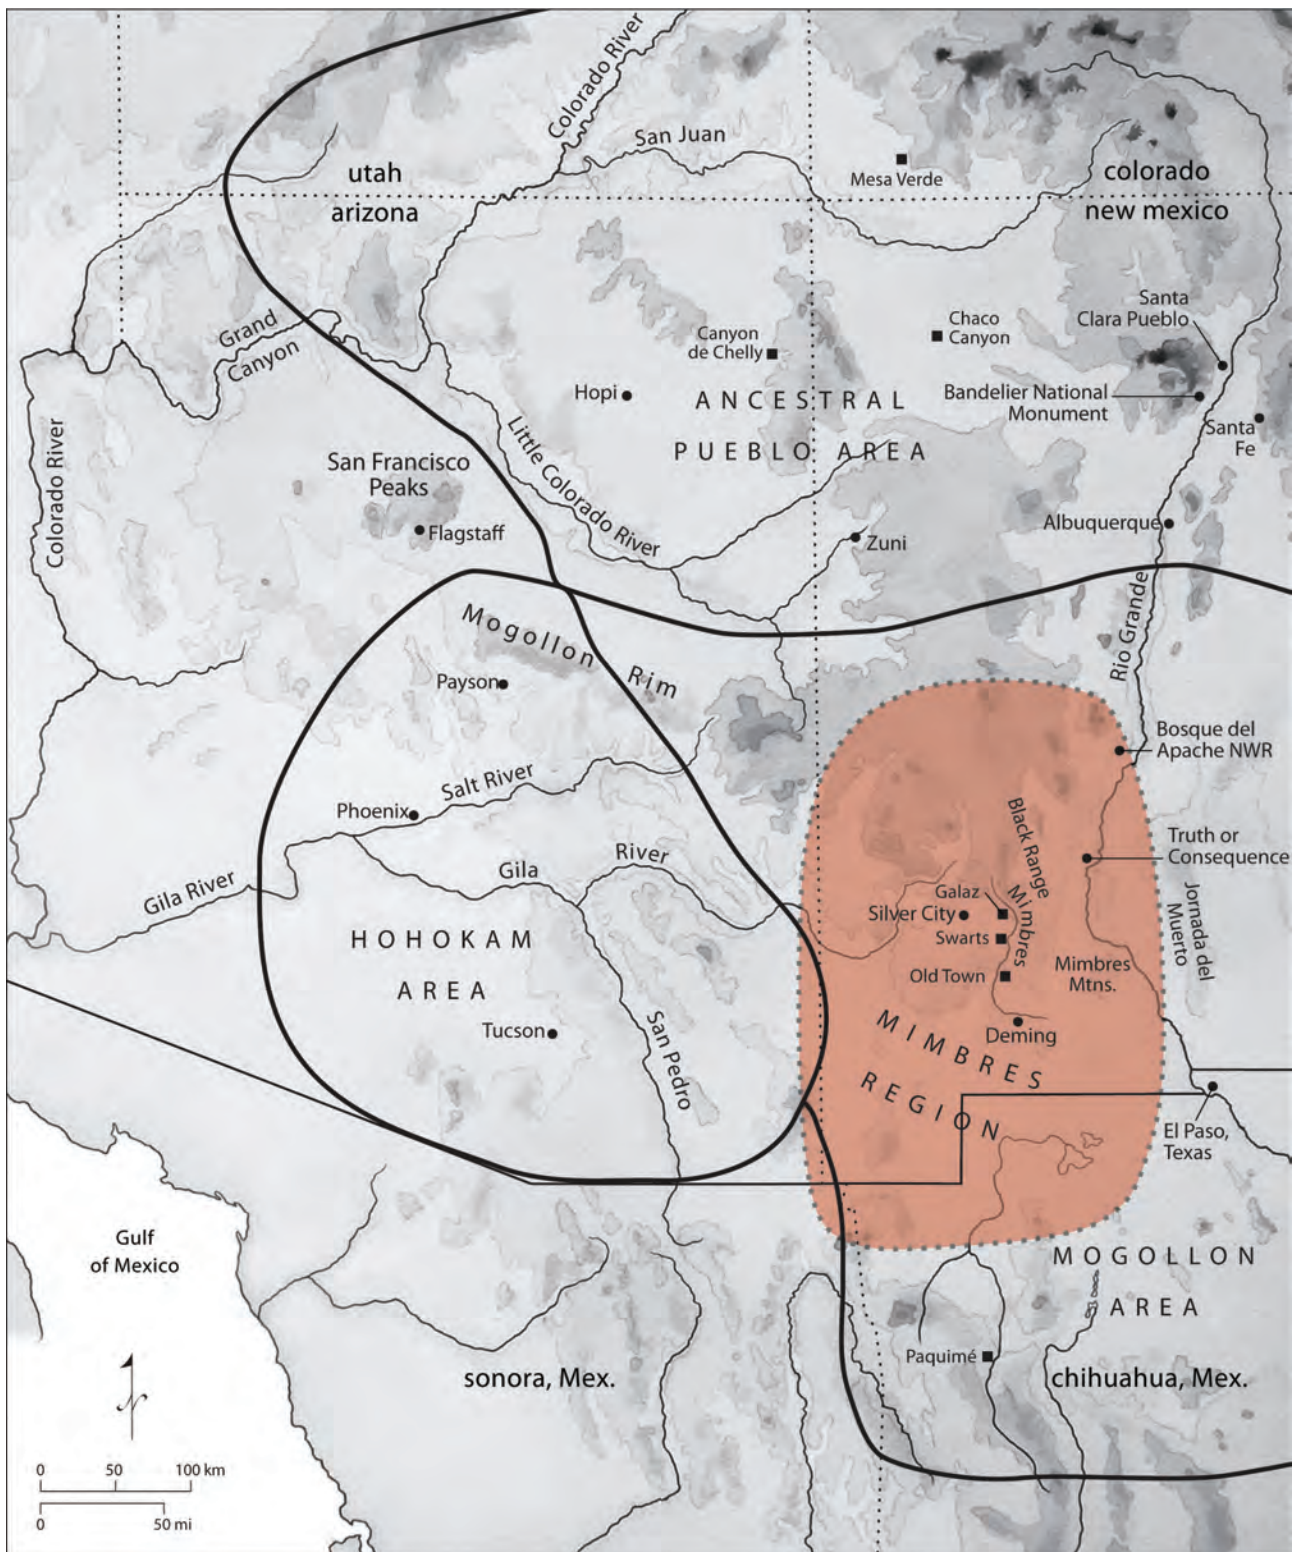 Colorado River
San Juan
Mesa Verde
utah
arizona
colorado
new mexico
Grand
Canyon
Colorado River
Canyon
de Chelly
Chaco
Canyon
Santa
Clara Pueblo
Hopi
ANCESTRAL
PUEBLO AREA
Bandelier National
Monument
Santa
Fe
Little Colorado River
San Francisco
Peaks
Flagstaff
Zuni
Albuquerque
Rio Grande
Mogollon Rim
Payson
Bosque del
Apache NWR
Salt River
Phoenix
Gila River
Gila River
Black Range
Truth or
Consequence
Galaz
Silver City
Mimbres
Swarts
Old Town
Jornada del
Muerto
Mimbres
Mtns.
HOHOKAM
AREA
Tucson
San Pedro
Deming
MIMBRES
REGION
El Paso,
Texas
Gulf
of Mexico
MOGOLLON
AREA
Paquimé
sonora, Mex.
chihuahua, Mex.
0 50 100 km
0 50 mi